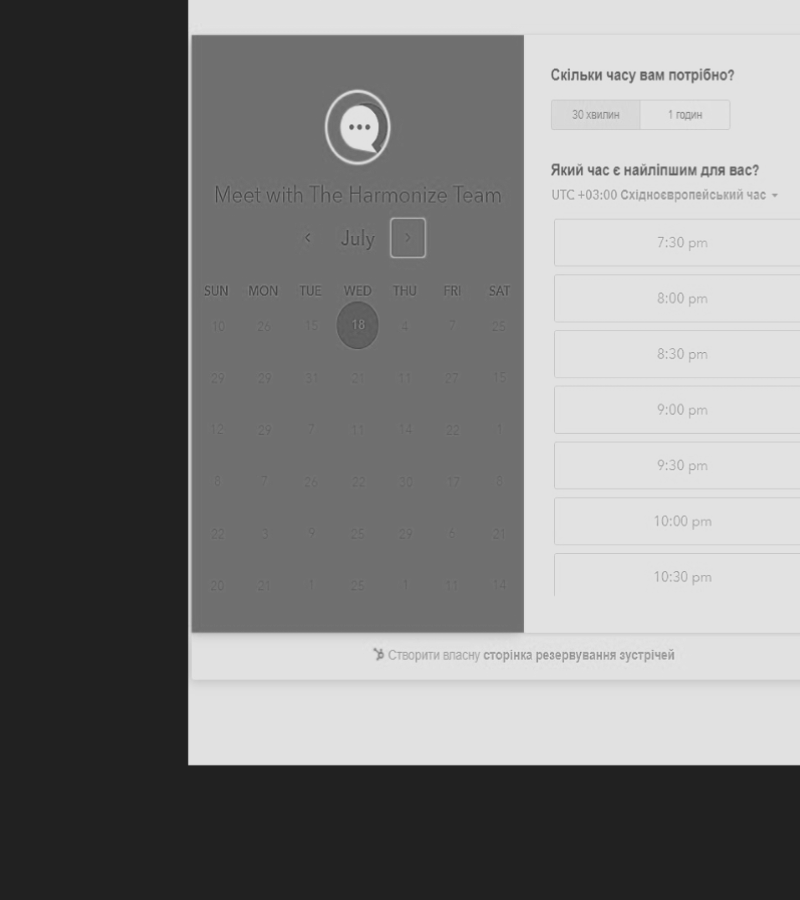 Meet with The Harmonize Team
July
SUN MON TUE WED THU FRI SAT
10 26 15 18 4 7 25
29 29 31 21 11 27 15
12 29 7 11 14 22 1
8 7 26 22 30 17 8
22 3 9 25 29 6 21
20 21 1 25 1 11 14
Скільки часу вам потрібно?
30 хвилин 1 годин
Який час є найліпшим для вас?
UTC +03:00 Східноєвропейський час
7:30 pm
8:00 pm
8:30 pm
9:00 pm
9:30 pm
10:00 pm
10:30 pm
Створити власну сторінка резервування зустрічей